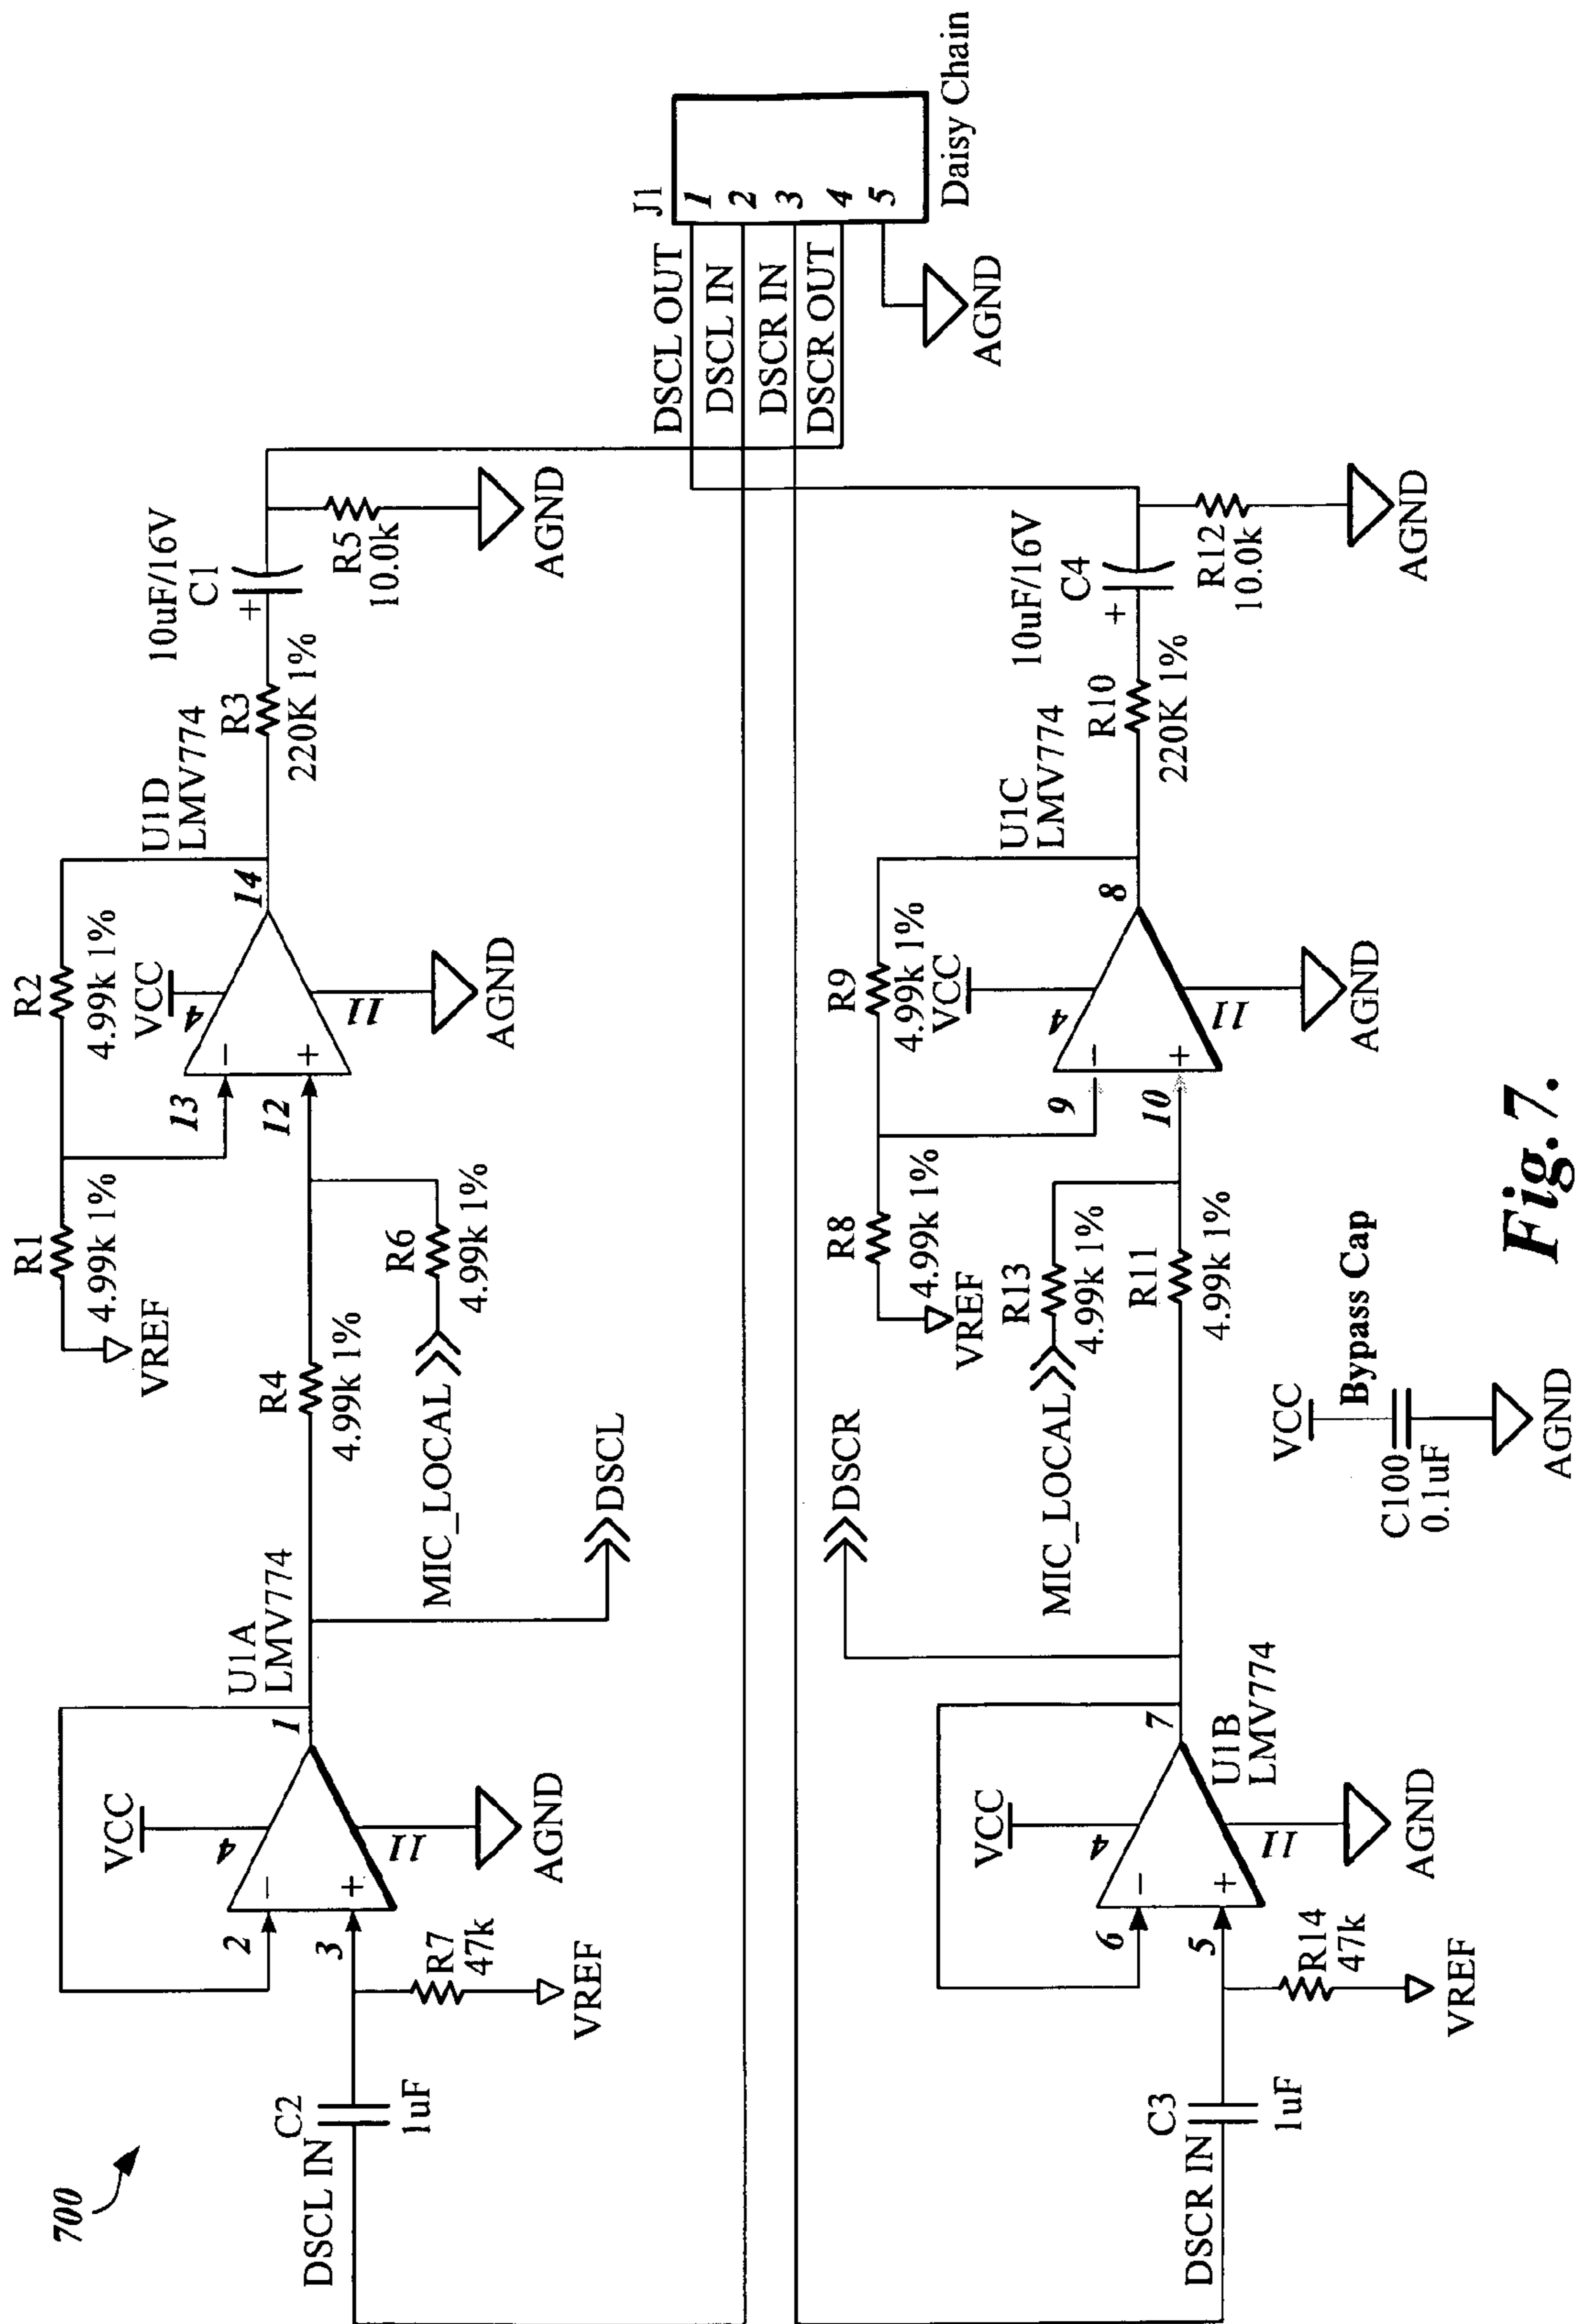 700
DSCL IN
C2
1uF
R7
47k
VREF
2
3
VCC
4
11
AGND
1
U1A
LMV774
DSCL
R4
4.99k 1%
MIC_LOCAL
R6
4.99k 1%
R1
4.99k 1%
VREF
R2
4.99k 1%
13
12
-
+
-
+
VCC
4
11
AGND
14
U1D
LMV774
R3
220K 1%
10uF/16V
C1
+
R5
10.0k
AGND
J1
DSCL OUT
1
DSCL IN
2
DSCR IN
3
DSCR OUT
4
5
Daisy Chain
AGND
DSCR IN
C3
1uF
R14
47k
VREF
6
5
-
+
VCC
4
11
AGND
7
U1B
LMV774
DSCR
MIC_LOCAL
R13
4.99k 1%
R11
4.99k 1%
R8
4.99k 1%
VREF
R9
4.99k 1%
9
10
-
+
VCC
4
11
AGND
8
U1C
LMV774
R10
220K 1%
10uF/16V
C4
+
R12
10.0k
AGND
VCC
Bypass Cap
C100
0.1uF
AGND
Fig. 7.